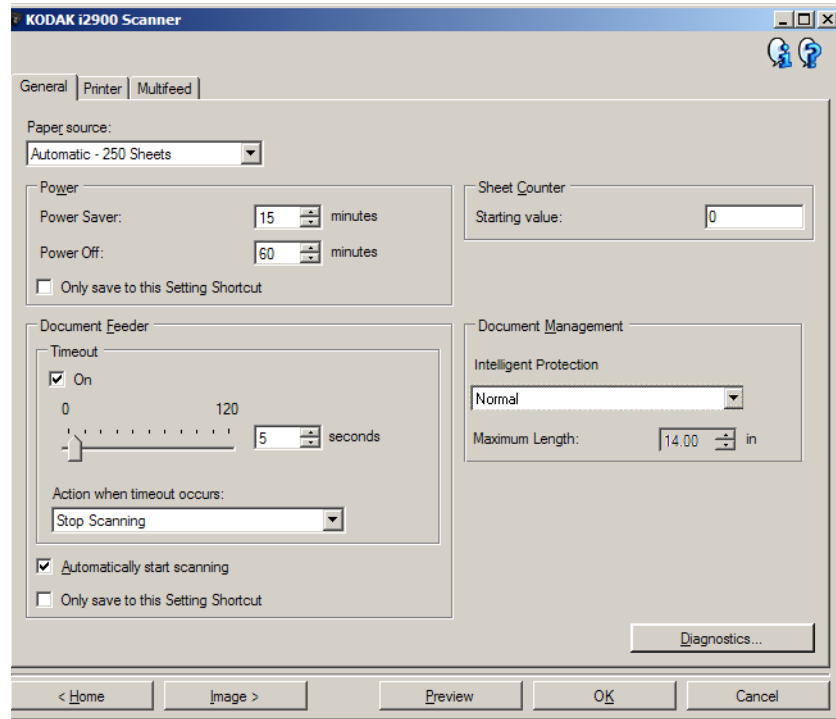 KODAK i2900 Scanner
General Printer Multifeed
Paper source:
Automatic - 250 Sheets
Power
Power Saver: 15 minutes
Power Off: 60 minutes
Only save to this Setting Shortcut
Sheet Counter
Starting value: 0
Document Feeder
Timeout
On
0 120
5 seconds
Action when timeout occurs:
Stop Scanning
Automatically start scanning
Only save to this Setting Shortcut
Document Management
Intelligent Protection
Normal
Maximum Length: 14.00 in
Diagnostics...
< Home Image > Preview OK Cancel